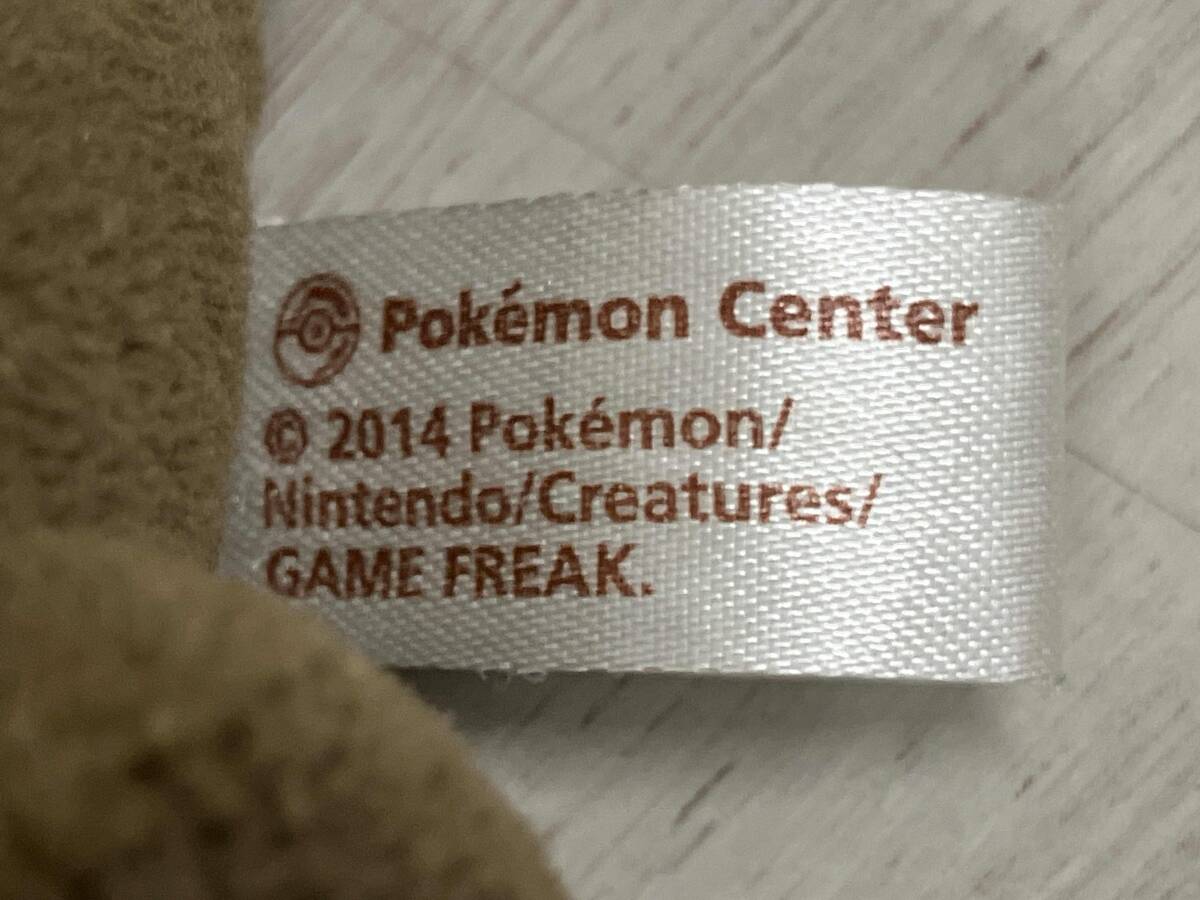 Pokémon Center
© 2014 Pokémon/
Nintendo/Creatures/
GAME FREAK.